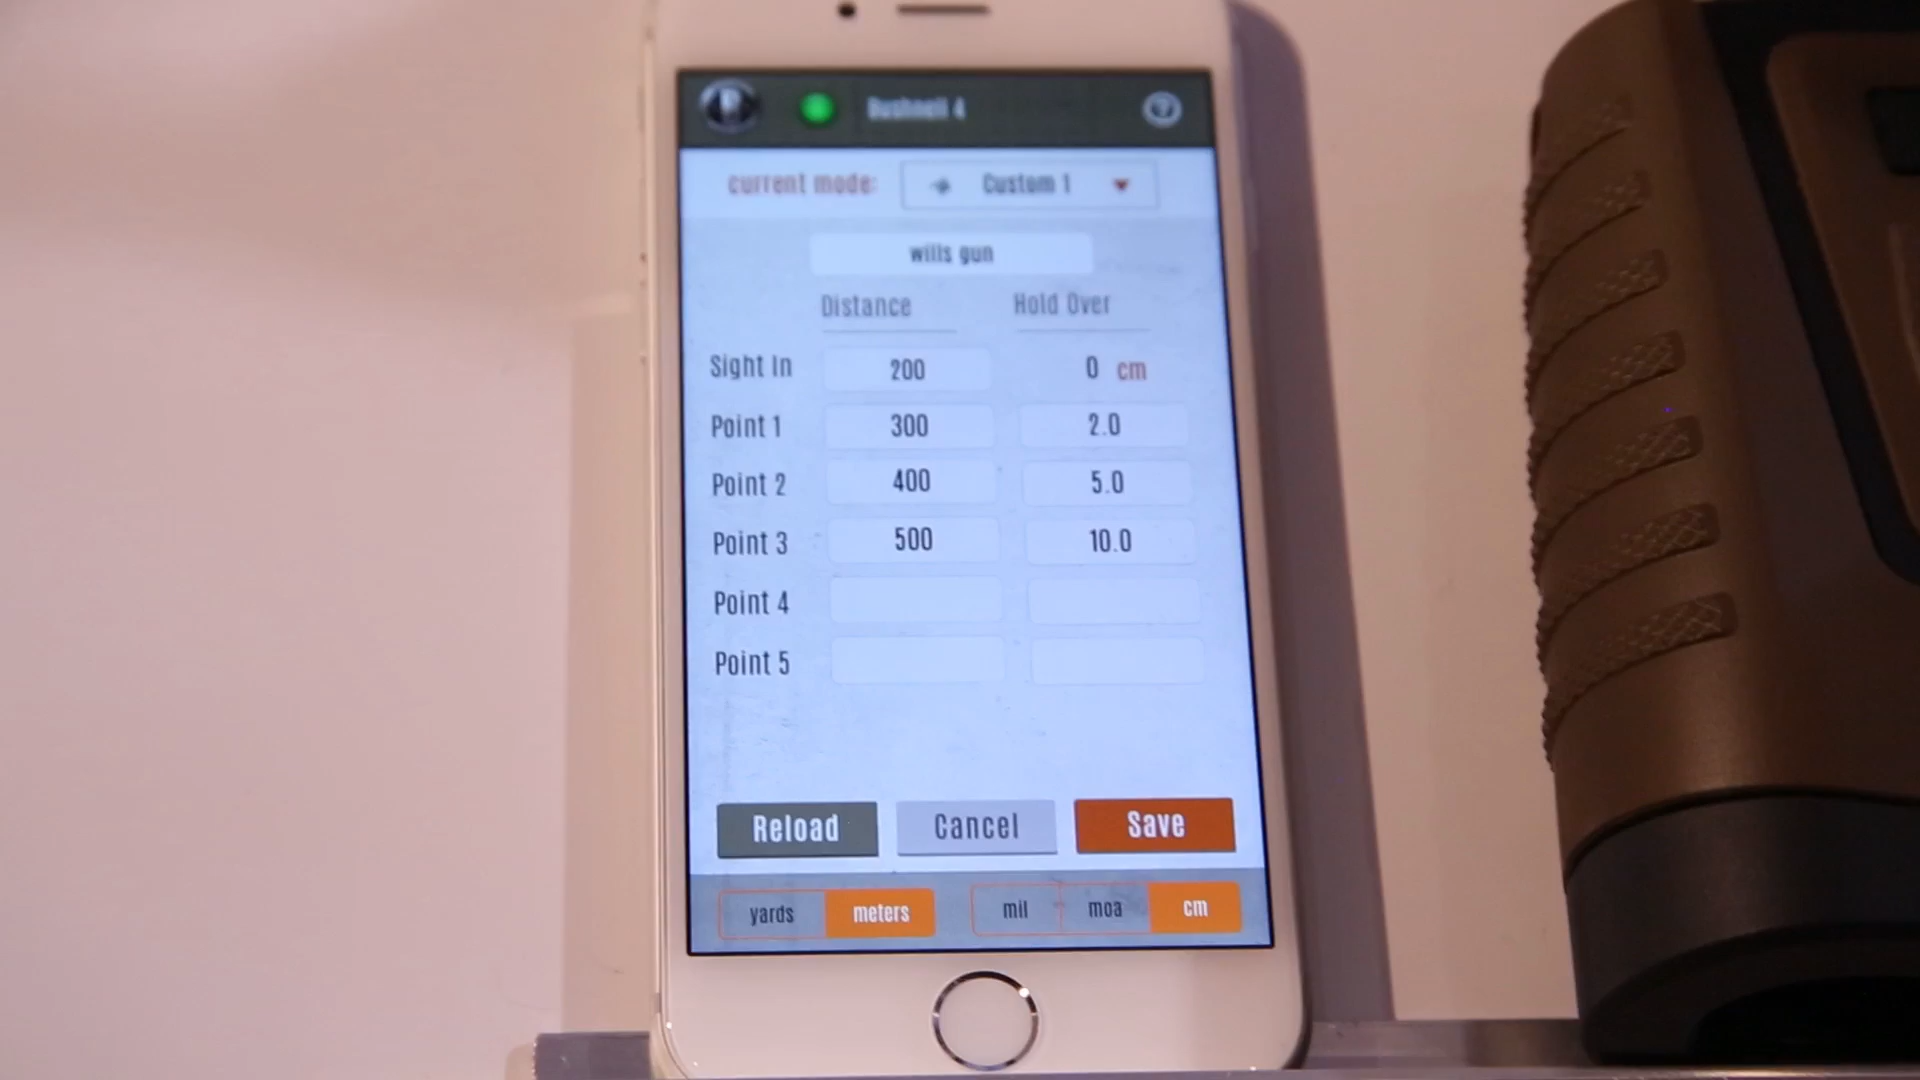 Bushnell 4
current mode: Custom 1
wills gun
Distance Hold Over
Sight In 200 0 cm
Point 1 300 2.0
Point 2 400 5.0
Point 3 500 10.0
Point 4
Point 5
Reload Cancel Save
yards meters mil moa cm